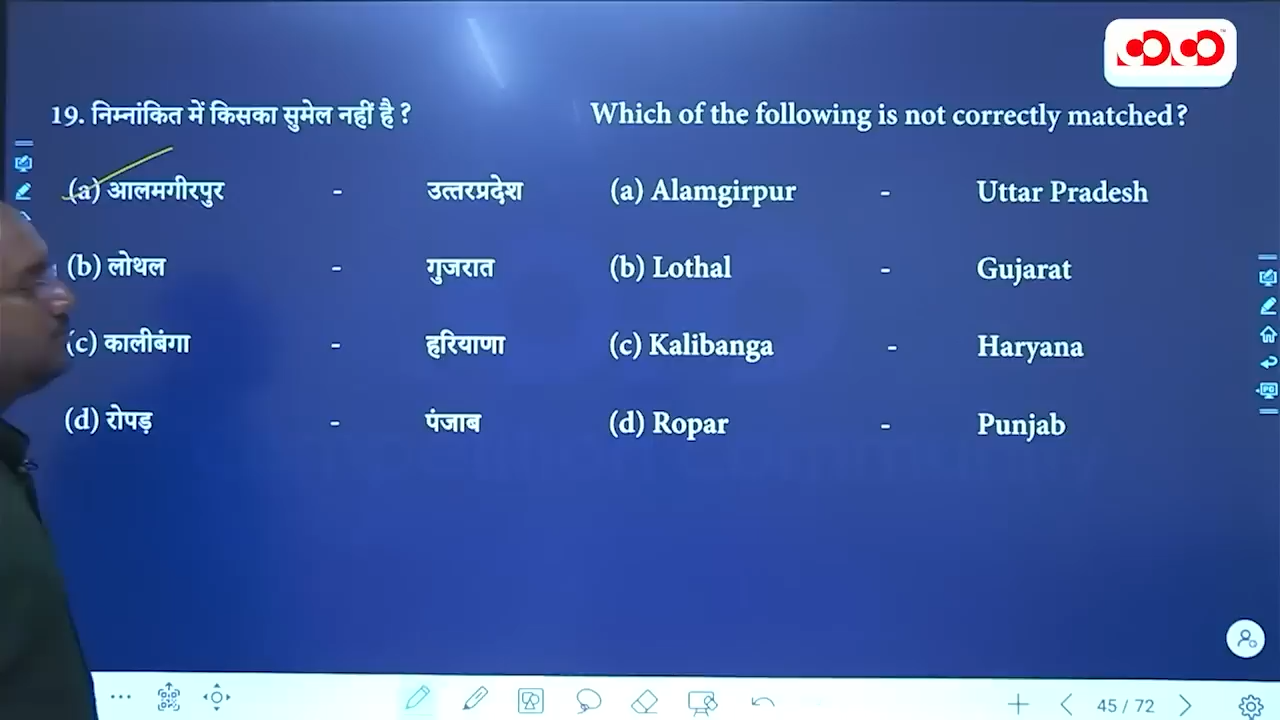 19. निम्नांकित में किसका सुमेल नहीं है ?
(a) आलमगीरपुर - उत्तरप्रदेश
(b) लोथल - गुजरात
(c) कालीबंगा - हरियाणा
(d) रोपड़ - पंजाब
Which of the following is not correctly matched?
(a) Alamgirpur - Uttar Pradesh
(b) Lothal - Gujarat
(c) Kalibanga - Haryana
(d) Ropar - Punjab
45 / 72